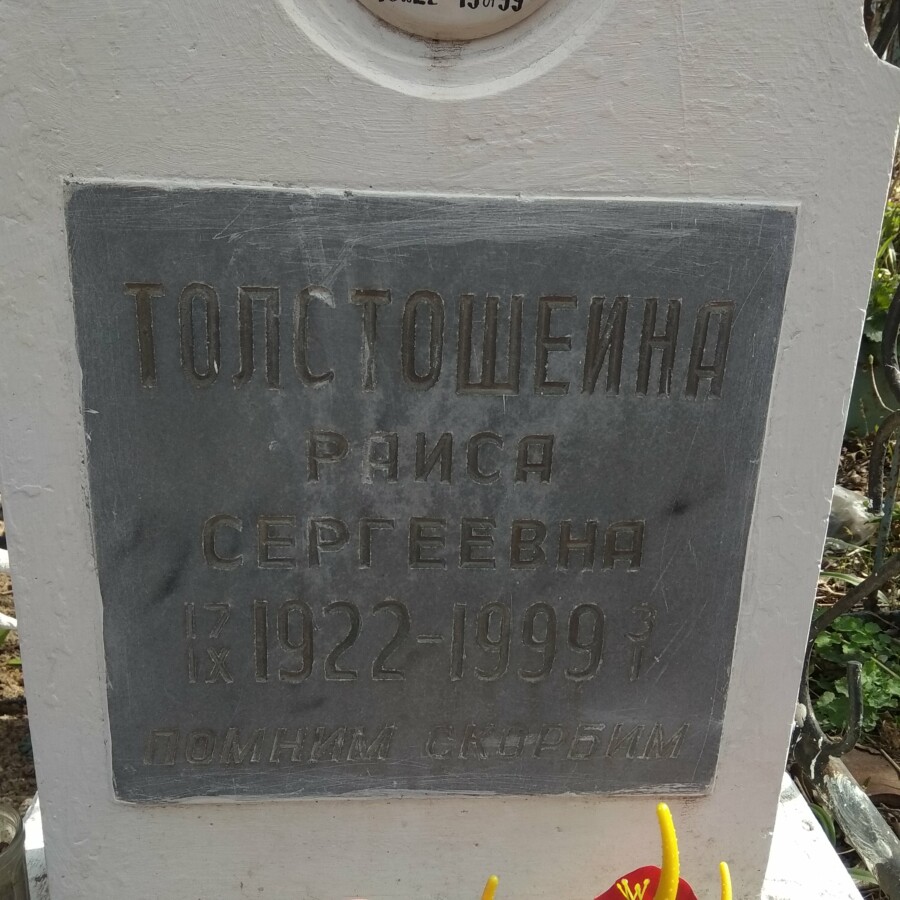 ТОЛСТОШЕИНА
РАИСА
СЕРГЕЕВНА
17 IX 1922-1999 3 I
ПОМНИМ СКОРБИМ